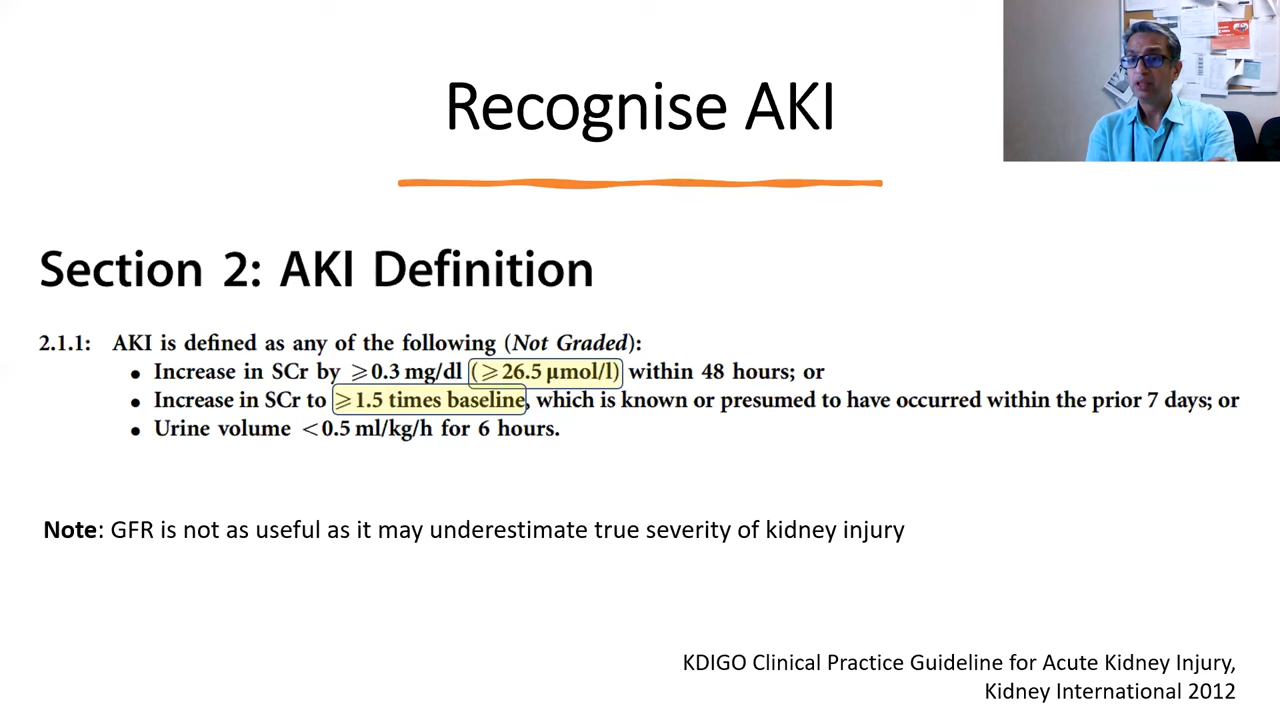 Recognise AKI
Section 2: AKI Definition
2.1.1: AKI is defined as any of the following (Not Graded):
• Increase in SCr by ⩾0.3 mg/dl (⩾26.5 μmol/l) within 48 hours; or
• Increase in SCr to ⩾1.5 times baseline, which is known or presumed to have occurred within the prior 7 days; or
• Urine volume <0.5 ml/kg/h for 6 hours.
Note: GFR is not as useful as it may underestimate true severity of kidney injury
KDIGO Clinical Practice Guideline for Acute Kidney Injury,
Kidney International 2012